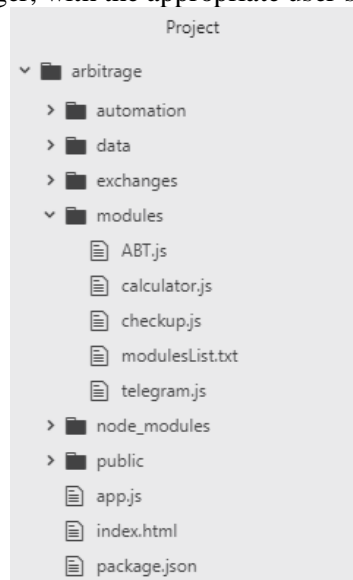 Project
arbitrage
automation
data
exchanges
modules
ABT.js
calculator.js
checkup.js
modulesList.txt
telegram.js
node_modules
public
app.js
index.html
package.json